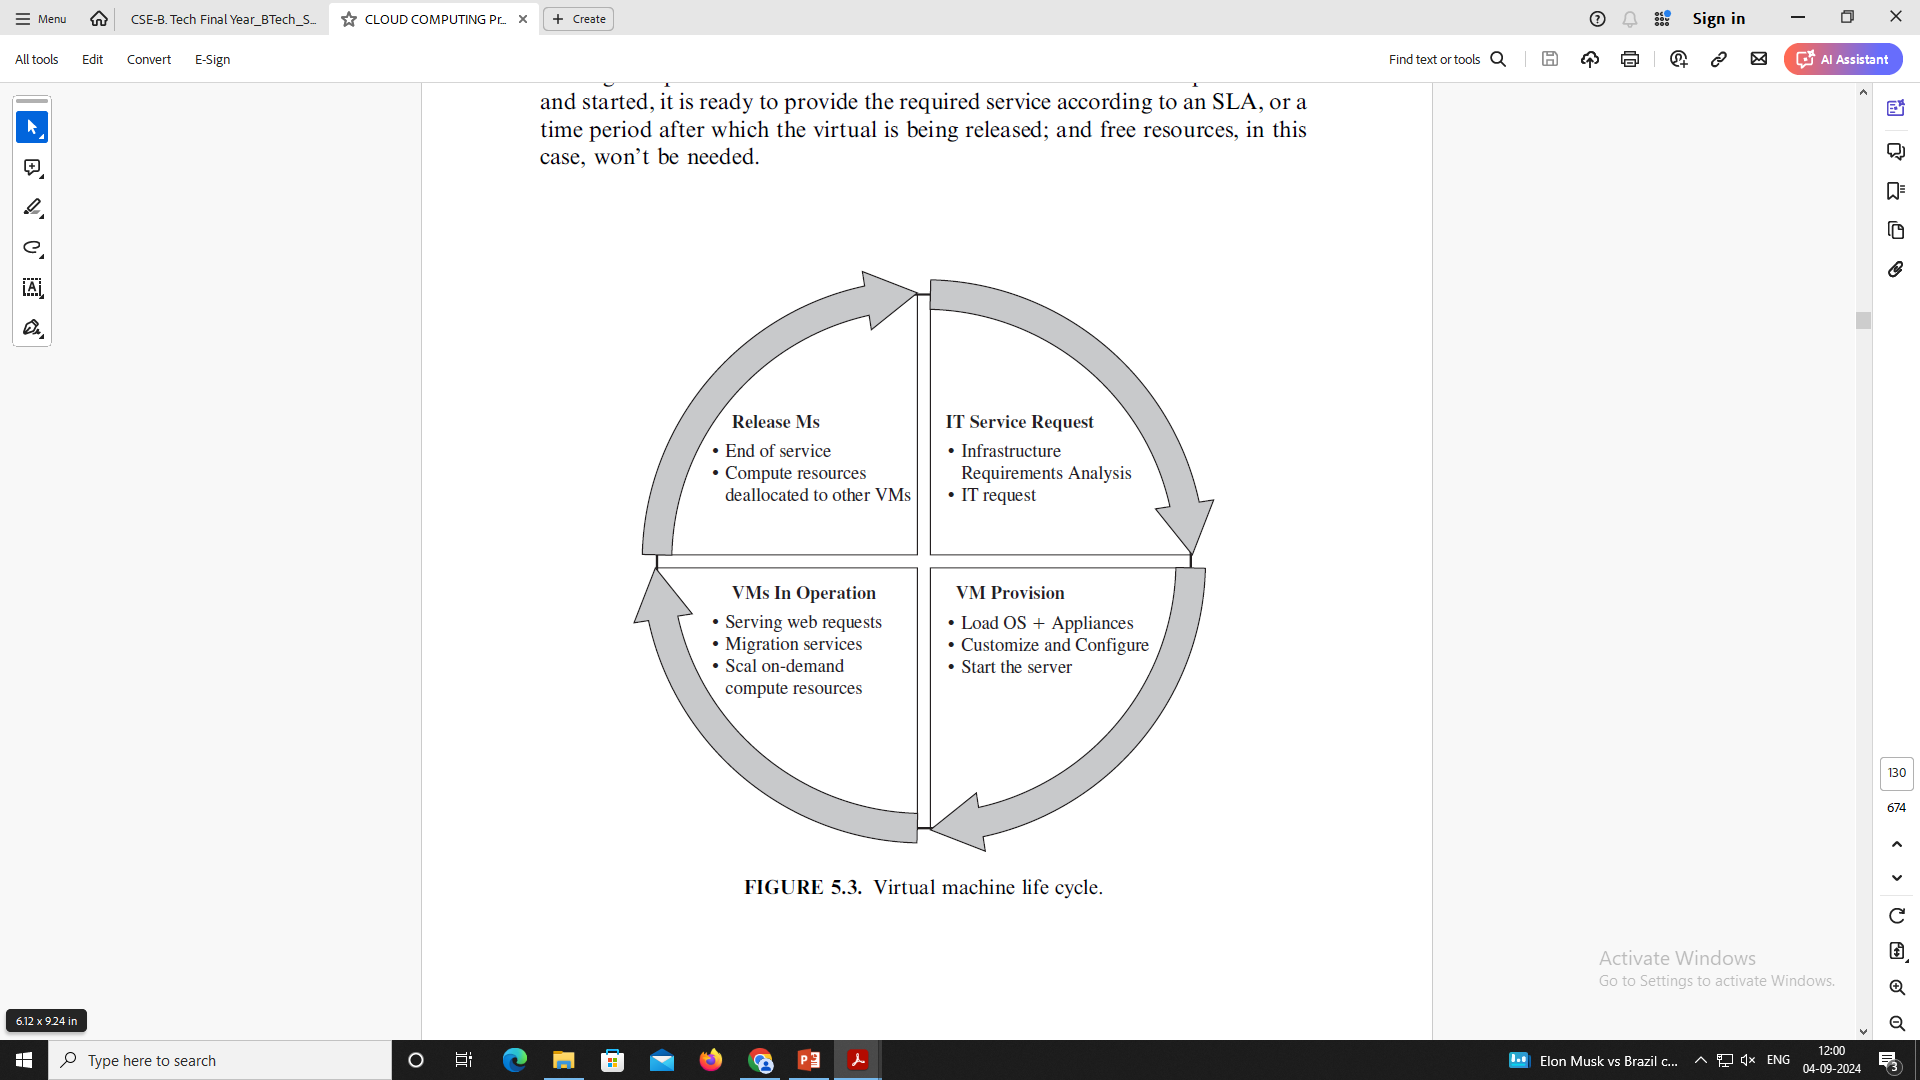 Menu
CSE-B. Tech Final Year_BTech_S...
CLOUD COMPUTING Pr...
Create
Sign in
All tools
Edit
Convert
E-Sign
Find text or tools
AI Assistant
and started, it is ready to provide the required service according to an SLA, or a
time period after which the virtual is being released; and free resources, in this
case, won't be needed.
Release Ms
• End of service
• Compute resources
deallocated to other VMs
IT Service Request
• Infrastructure
Requirements Analysis
• IT request
VMs In Operation
• Serving web requests
• Migration services
• Scal on-demand
compute resources
VM Provision
• Load OS + Appliances
• Customize and Configure
• Start the server
FIGURE 5.3. Virtual machine life cycle.
130
674
Activate Windows
Go to Settings to activate Windows.
6.12 x 9.24 in
Type here to search
Elon Musk vs Brazil c...
ENG
12:00
04-09-2024
3